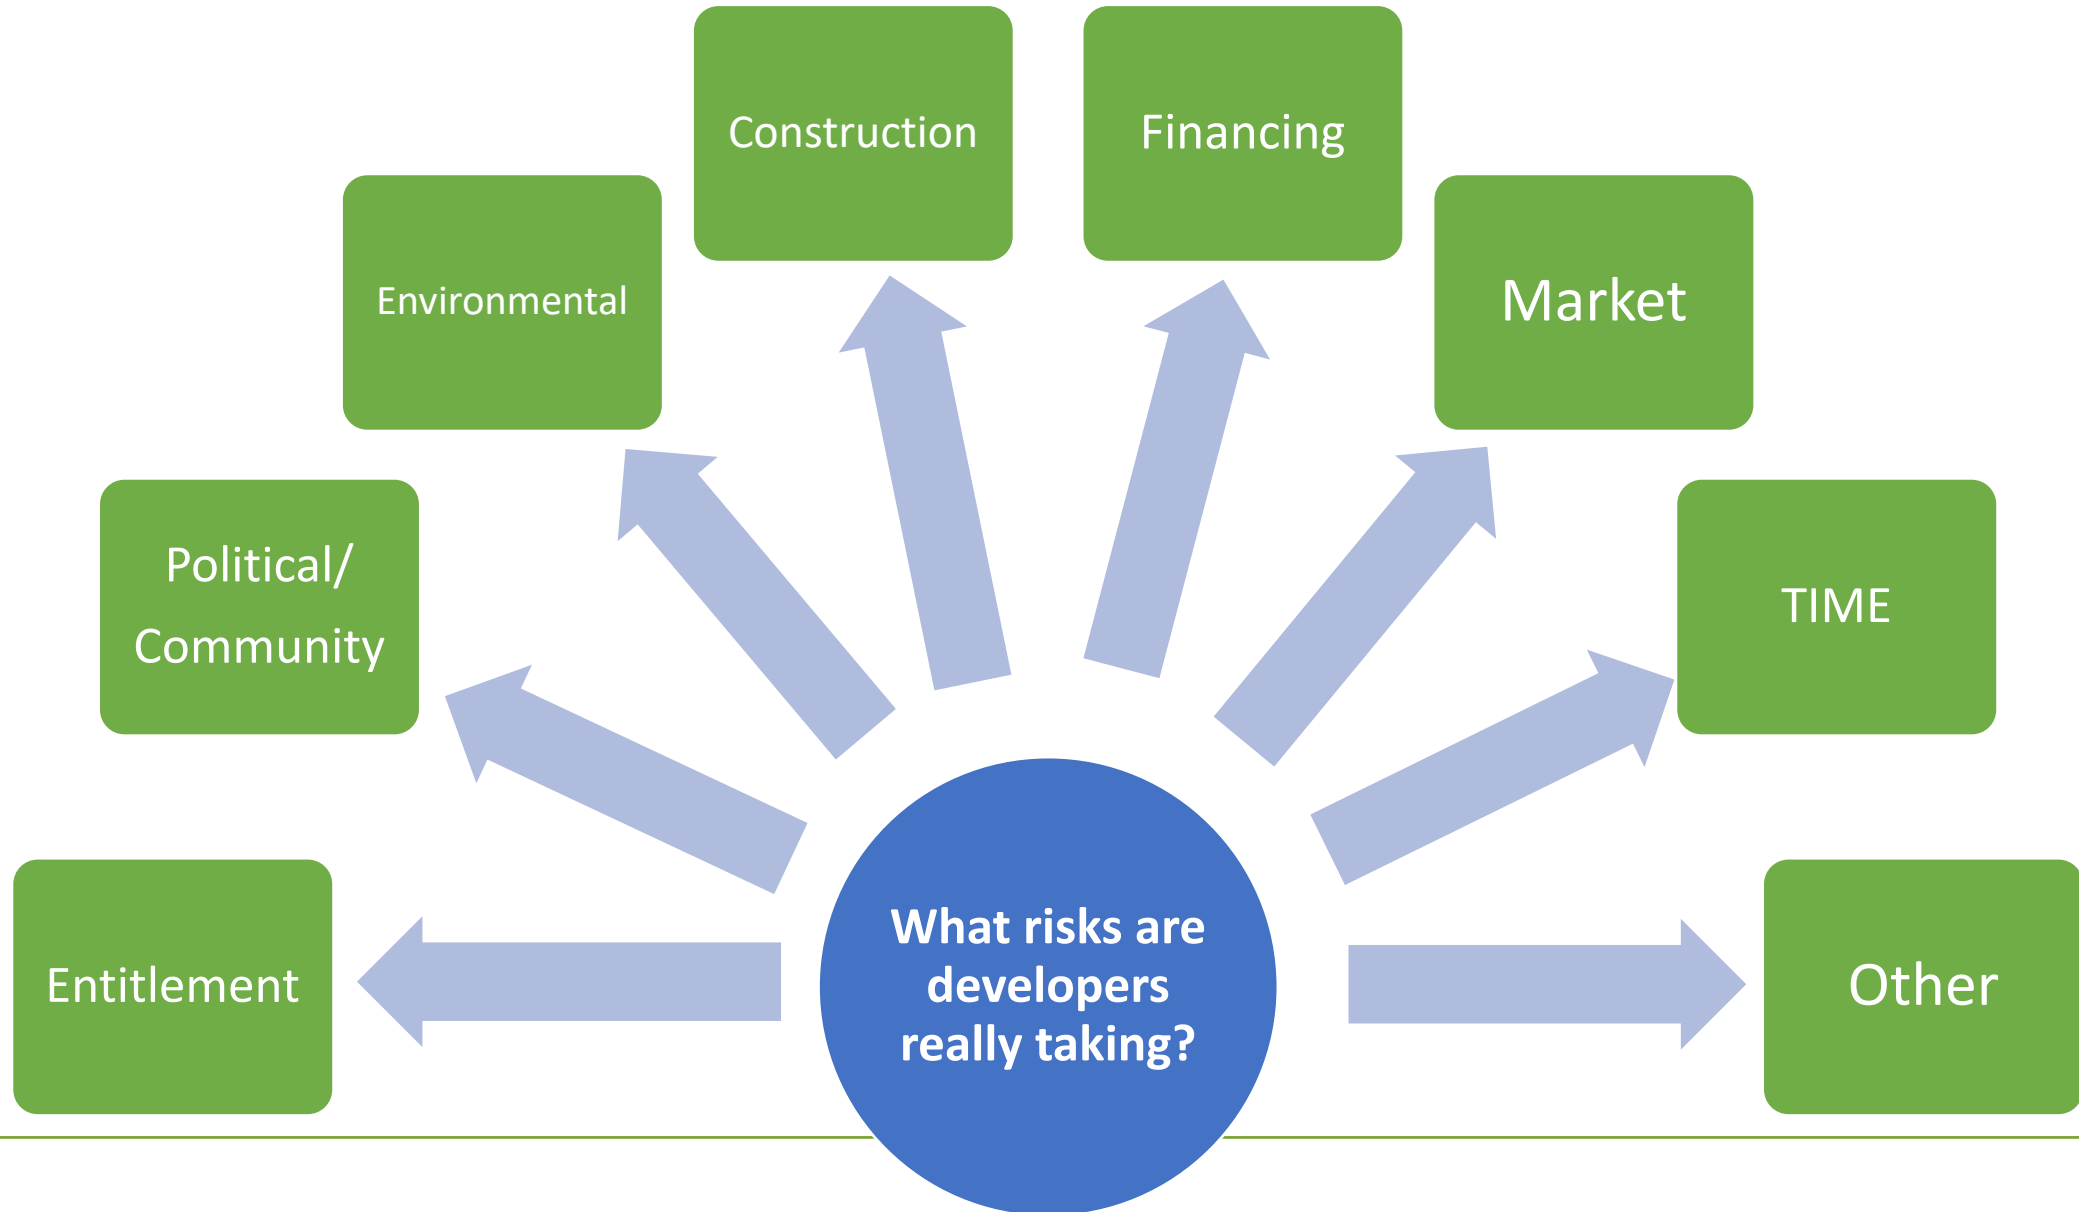 Construction
Financing
Environmental
Market
Political/
Community
TIME
Entitlement
What risks are
developers
really taking?
Other